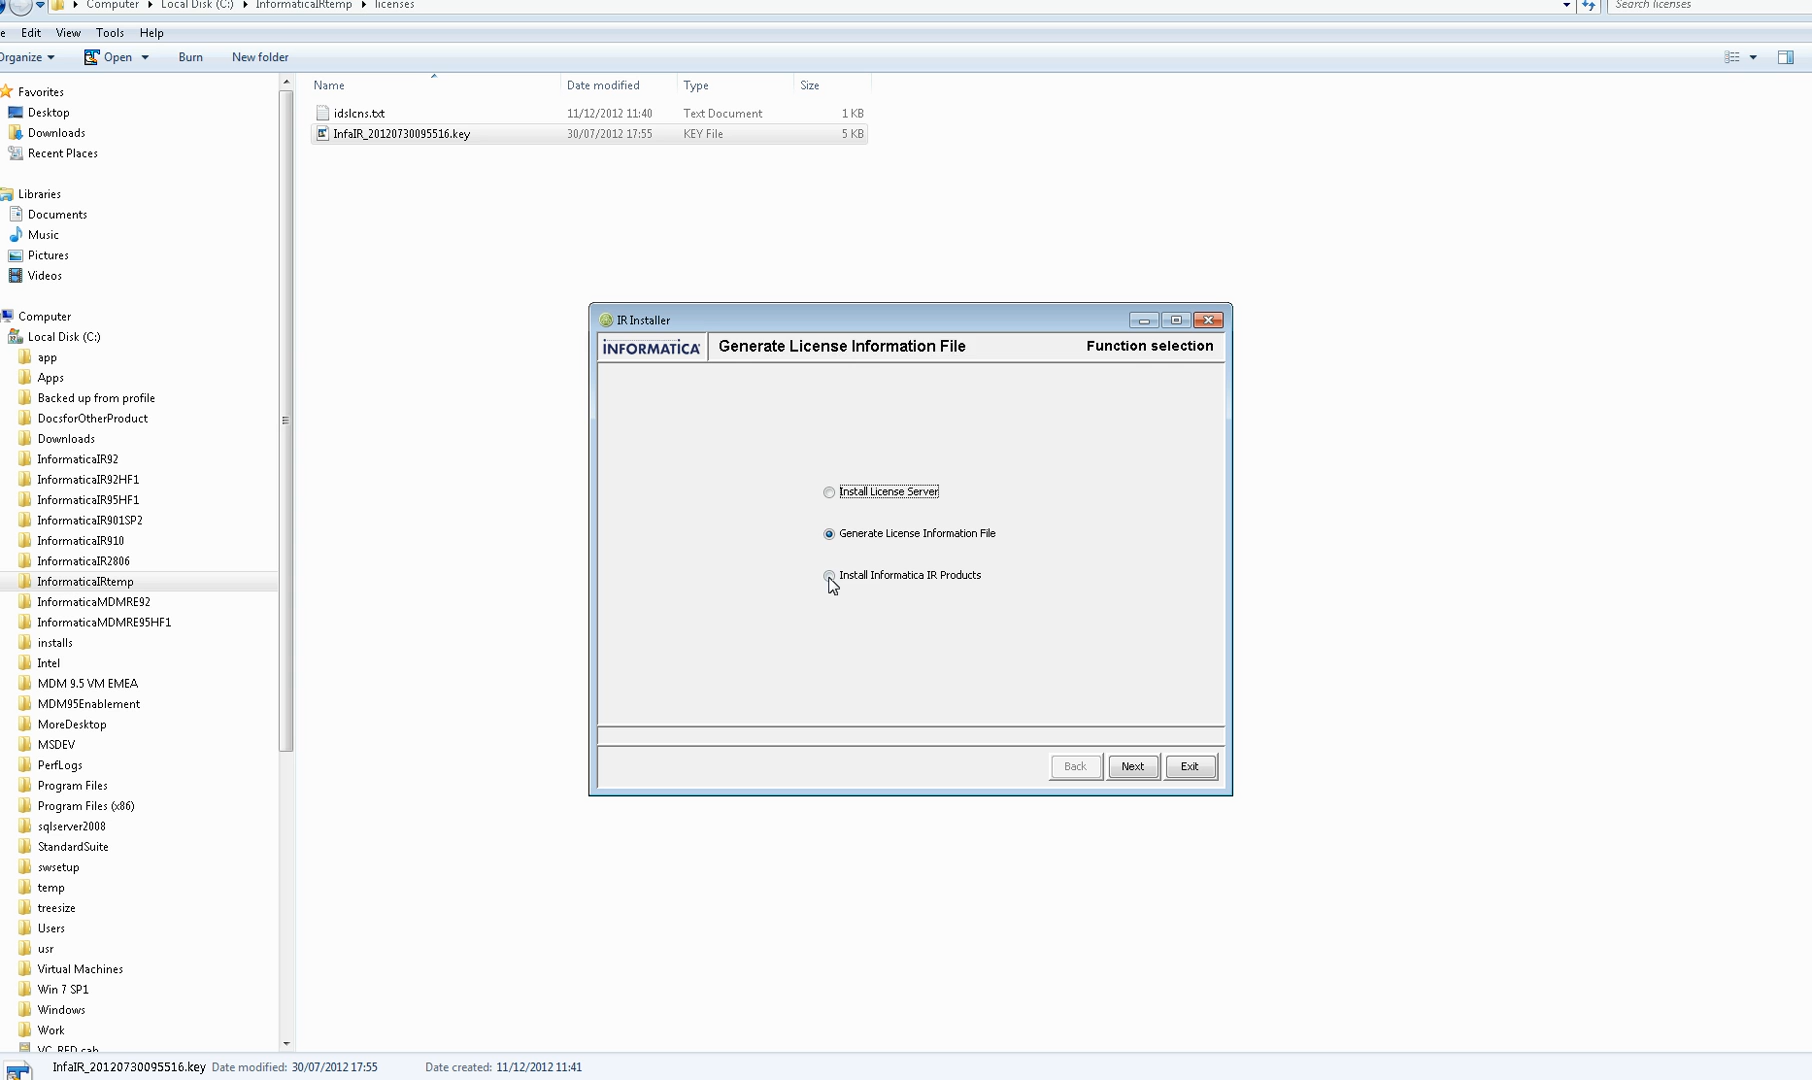 Computer Local Disk (C:) InformaticaIRtemp licenses Search licenses
Edit View Tools Help
Organize Open Burn New folder
Name Date modified Type Size
idslcns.txt 11/12/2012 11:40 Text Document 1 KB
InfaIR_20120730095516.key 30/07/2012 17:55 KEY File 5 KB
Favorites
Desktop
Downloads
Recent Places
Libraries
Documents
Music
Pictures
Videos
Computer
Local Disk (C:)
app
Apps
Backed up from profile
DocsforOtherProduct
Downloads
InformaticaIR92
InformaticaIR92HF1
InformaticaIR95HF1
InformaticaIR901SP2
InformaticaIR910
InformaticaIR2806
InformaticaIRtemp
InformaticaMDMRE92
InformaticaMDMRE95HF1
installs
Intel
MDM 9.5 VM EMEA
MDM95Enablement
MoreDesktop
MSDEV
PerfLogs
Program Files
Program Files (x86)
sqlserver2008
StandardSuite
swsetup
temp
treesize
Users
usr
Virtual Machines
Win 7 SP1
Windows
Work
VC_RED.cab
IR Installer
INFORMATICA Generate License Information File Function selection
Install License Server
Generate License Information File
Install Informatica IR Products
Back Next Exit
InfaIR_20120730095516.key Date modified: 30/07/2012 17:55 Date created: 11/12/2012 11:41